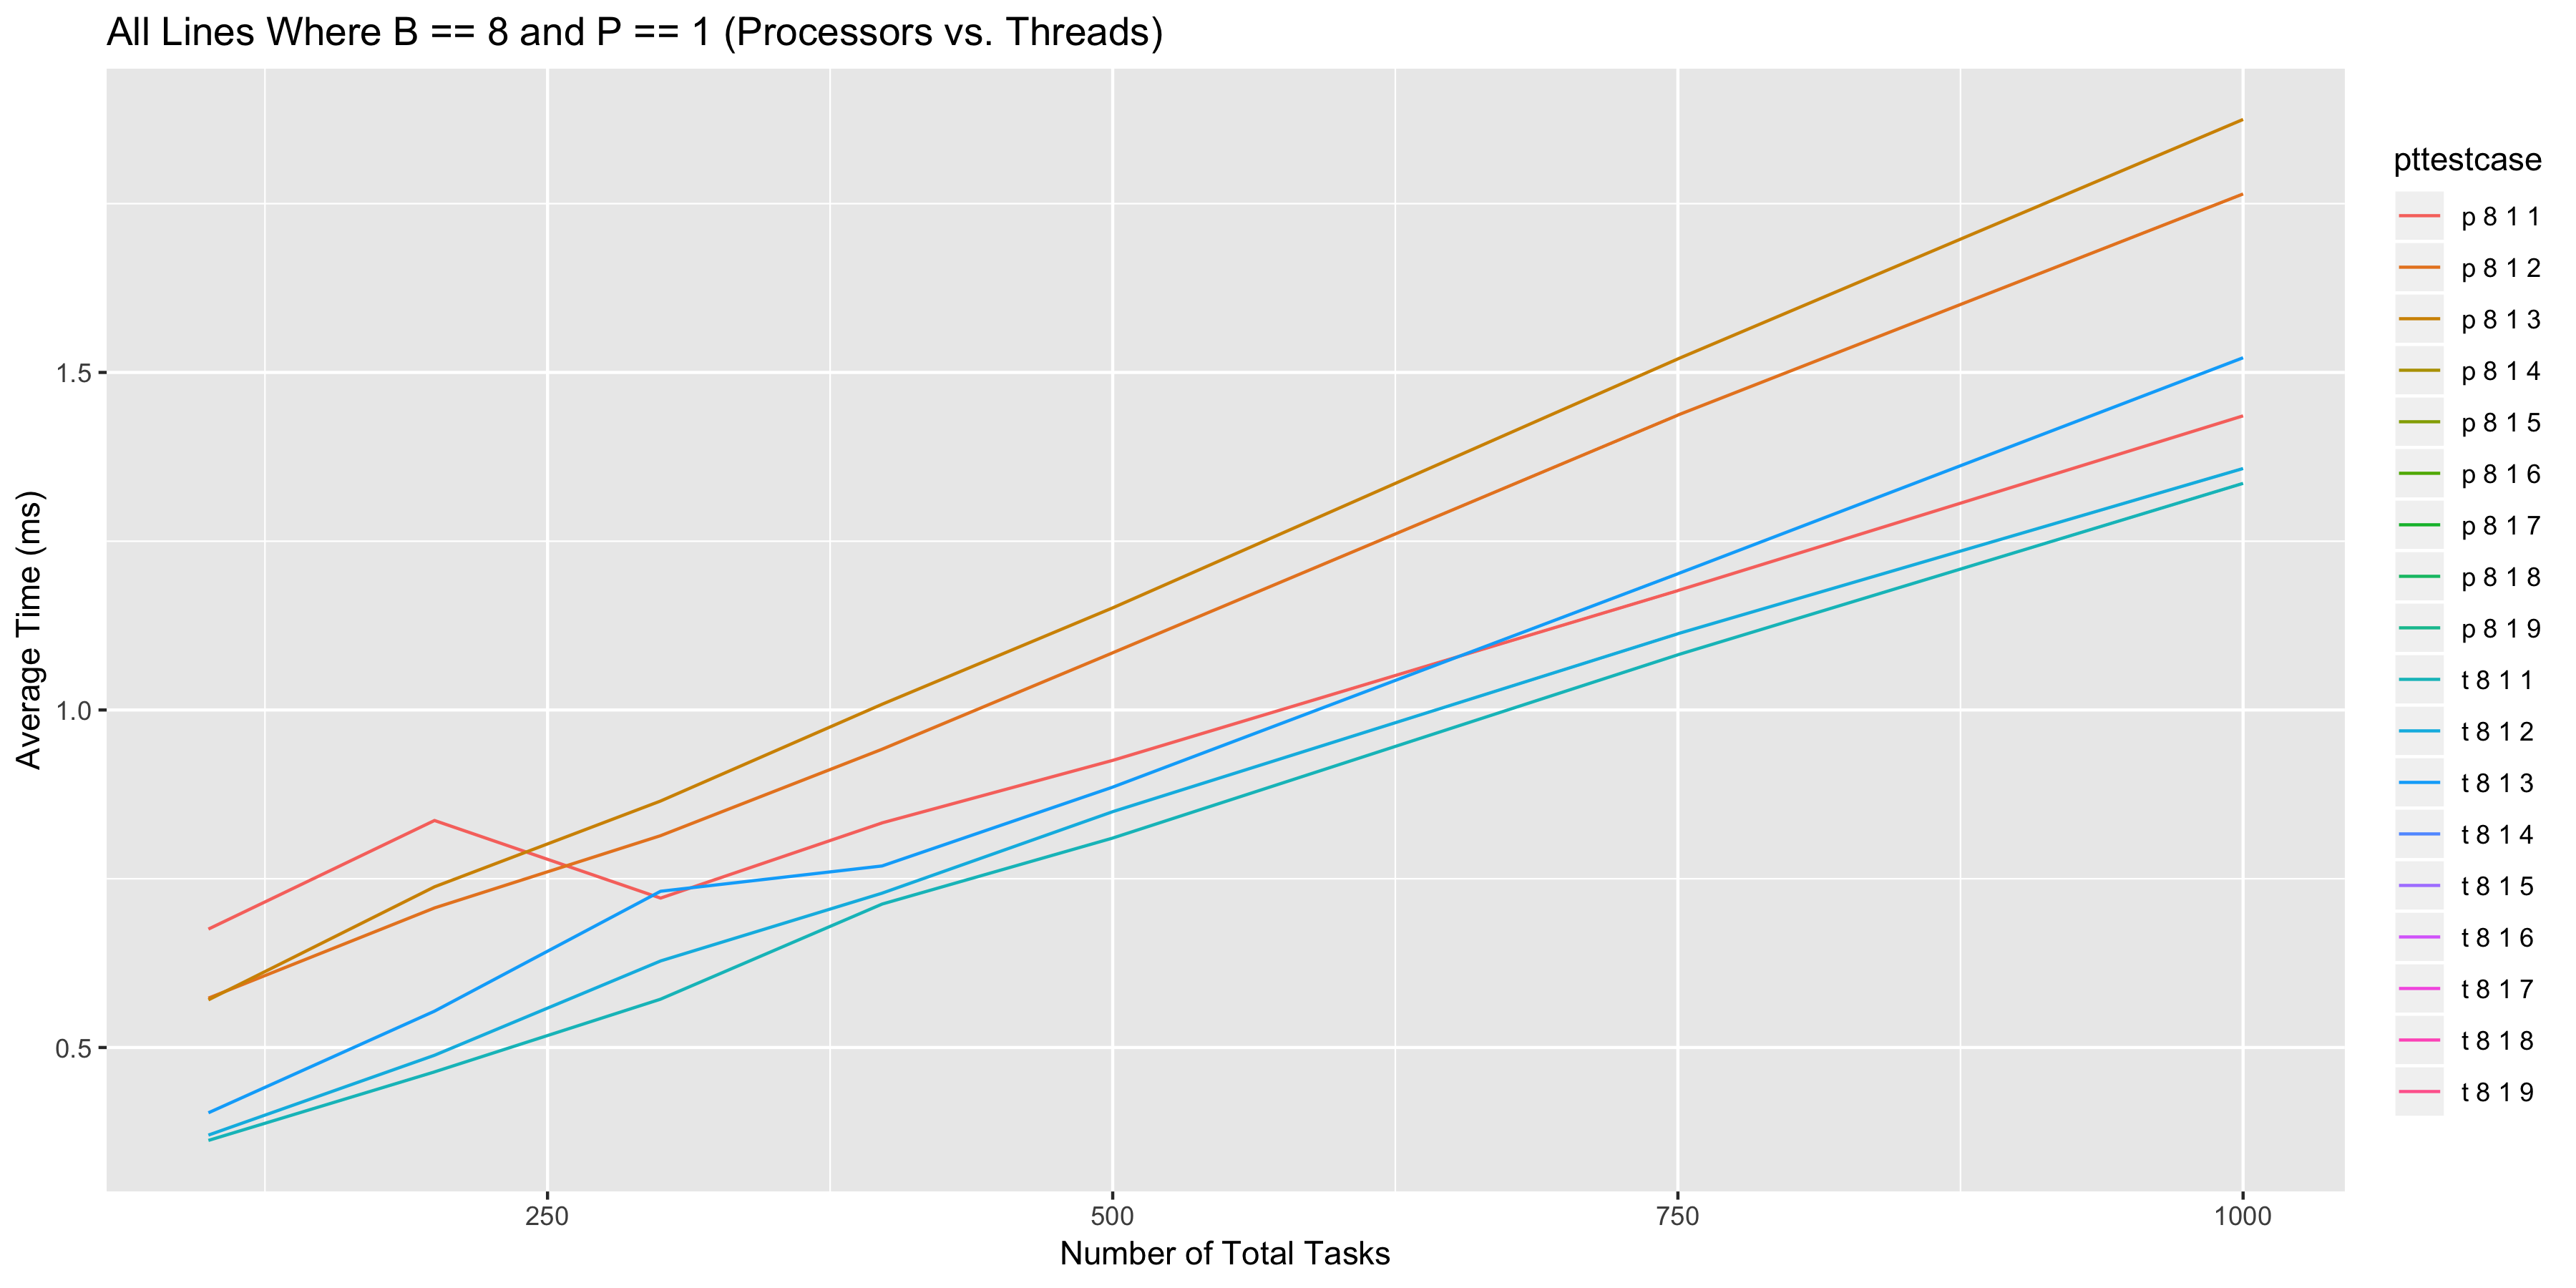 All Lines Where B == 8 and P == 1 (Processors vs. Threads)
Average Time (ms)
1.5
1.0
0.5
250 500 750 1000
Number of Total Tasks
pttestcase
p 8 1 1
p 8 1 2
p 8 1 3
p 8 1 4
p 8 1 5
p 8 1 6
p 8 1 7
p 8 1 8
p 8 1 9
t 8 1 1
t 8 1 2
t 8 1 3
t 8 1 4
t 8 1 5
t 8 1 6
t 8 1 7
t 8 1 8
t 8 1 9